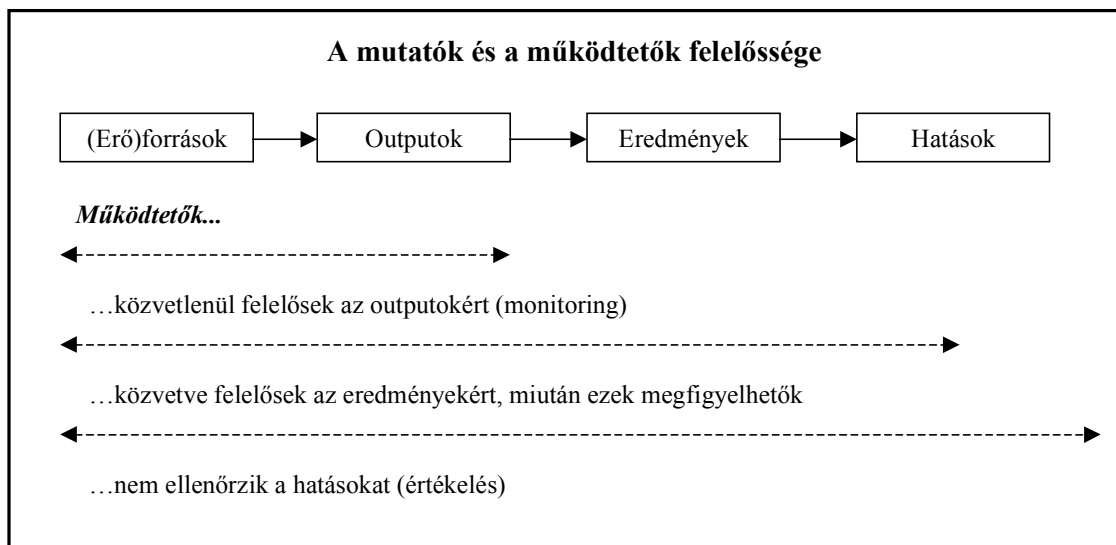 A mutatók és a működtetők felelőssége
(Erő)források
Outputok
Eredmények
Hatások
Működtetők...
…közvetlenül felelősek az outputokért (monitoring)
…közvetve felelősek az eredményekért, miután ezek megfigyelhetők
…nem ellenőrzik a hatásokat (értékelés)